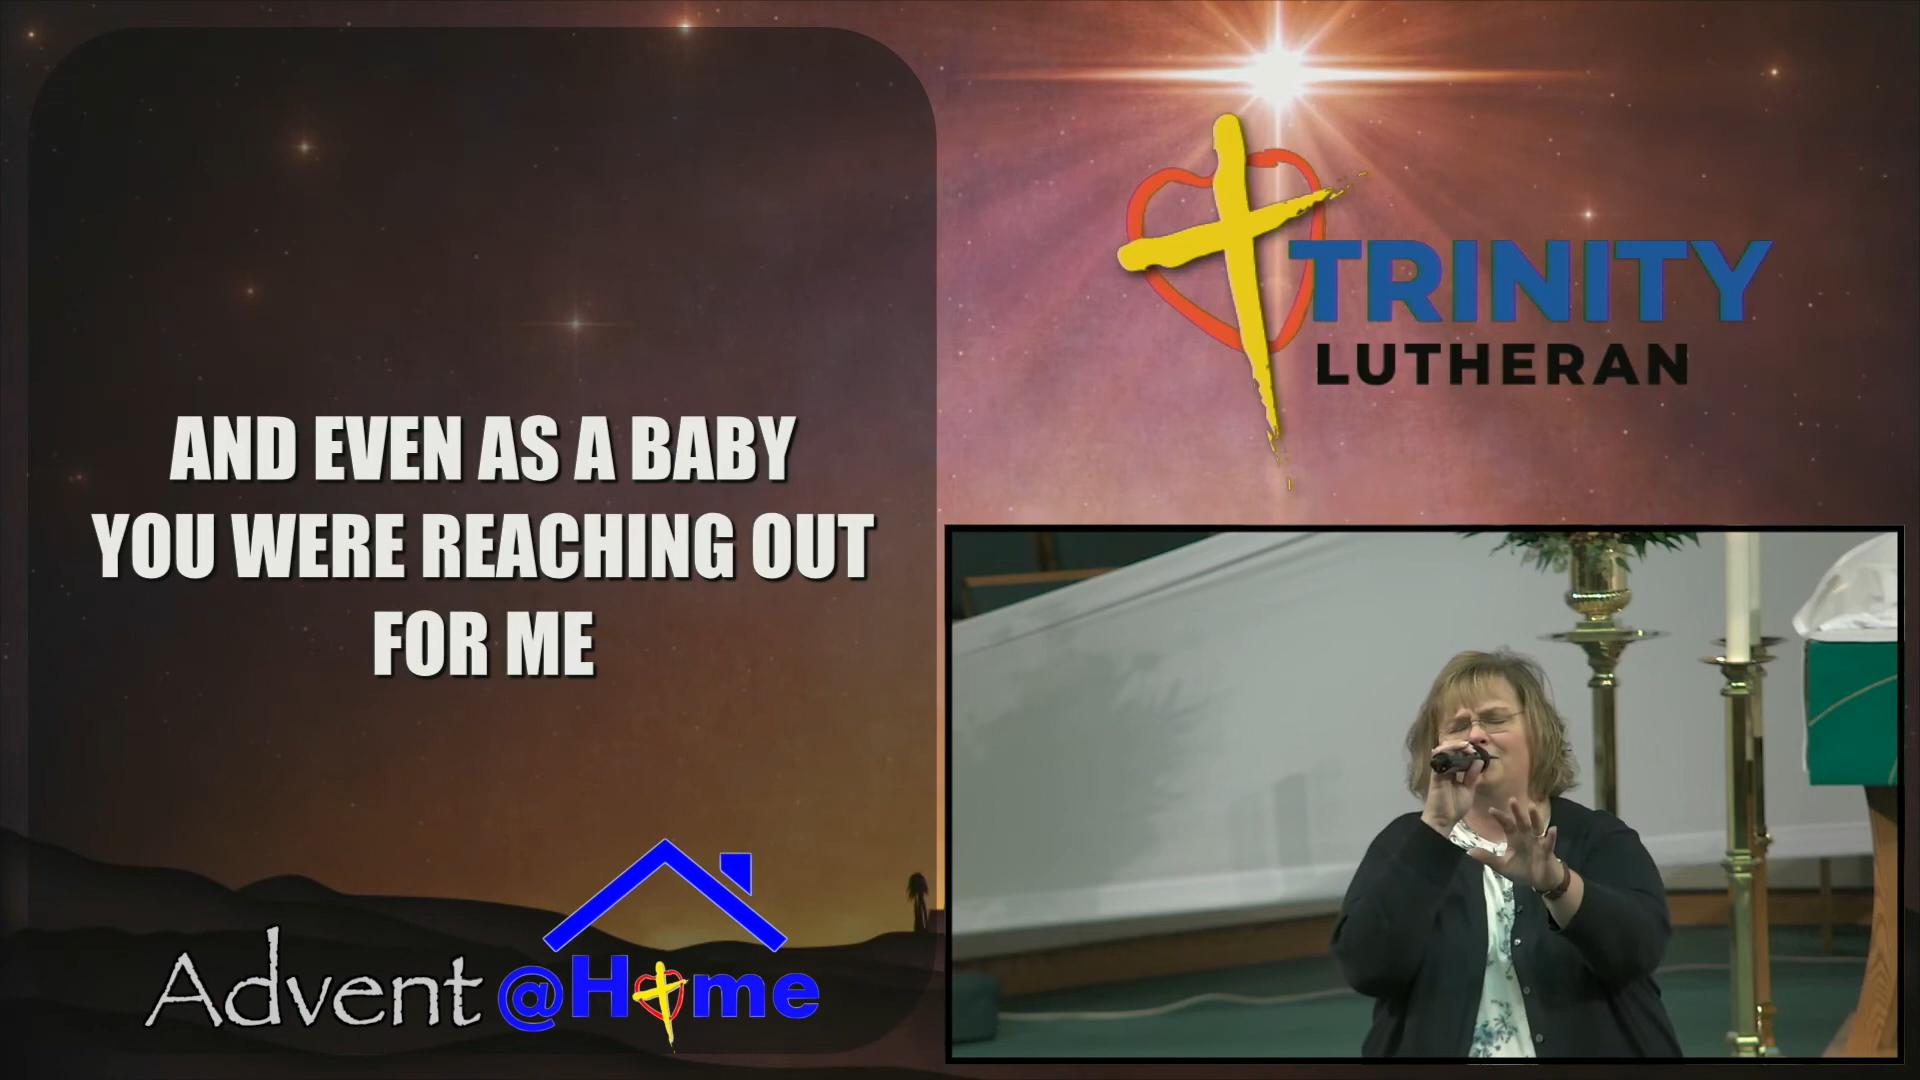 AND EVEN AS A BABY
YOU WERE REACHING OUT
FOR ME
Advent @Home
TRINITY
LUTHERAN